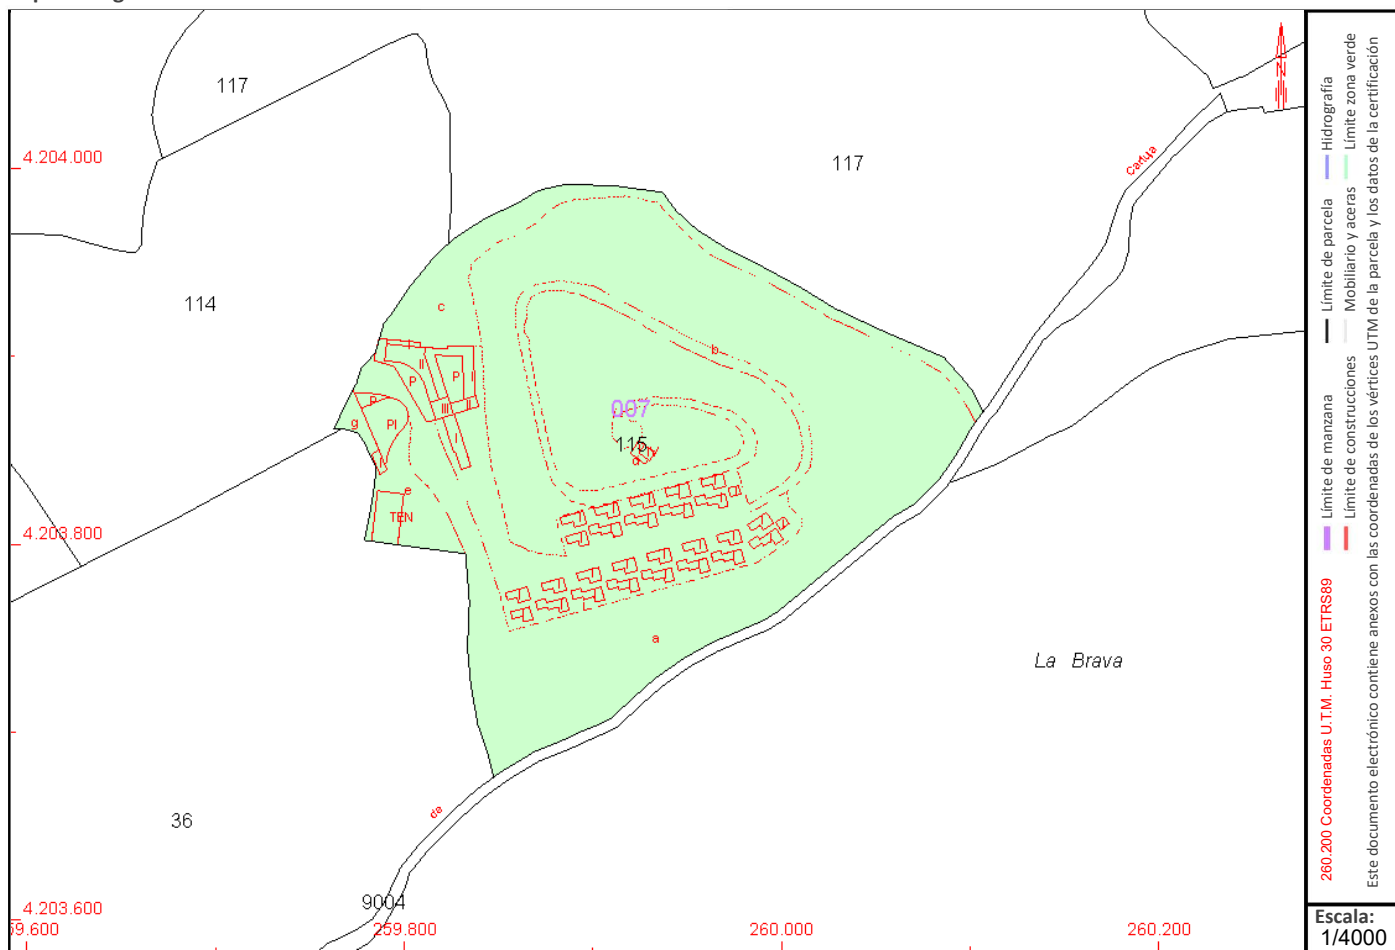 117
4.204.000
117
Cartuja
N
114
c
b
I
II
P
P
I
III
II
I
p
g
PI
I
007
115
d
e
TEN
4.203.800
a
La Brava
36
de
9004
4.203.600
259.800
260.000
260.200
260.200 Coordenadas U.T.M. Huso 30 ETRS89
Límite de manzana
Límite de parcela
Hidrografía
Límite de construcciones
Mobiliario y aceras
Límite zona verde
Este documento electrónico contiene anexos con las coordenadas de los vértices UTM de la parcela y los datos de la certificación
Escala:
1/4000